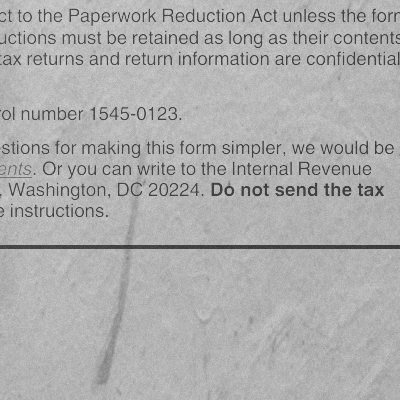 ct to the Paperwork Reduction Act unless the form
uctions must be retained as long as their contents
tax returns and return information are confidential
rol number 1545-0123.
stions for making this form simpler, we would be
ents. Or you can write to the Internal Revenue
, Washington, DC 20224. Do not send the tax
e instructions.